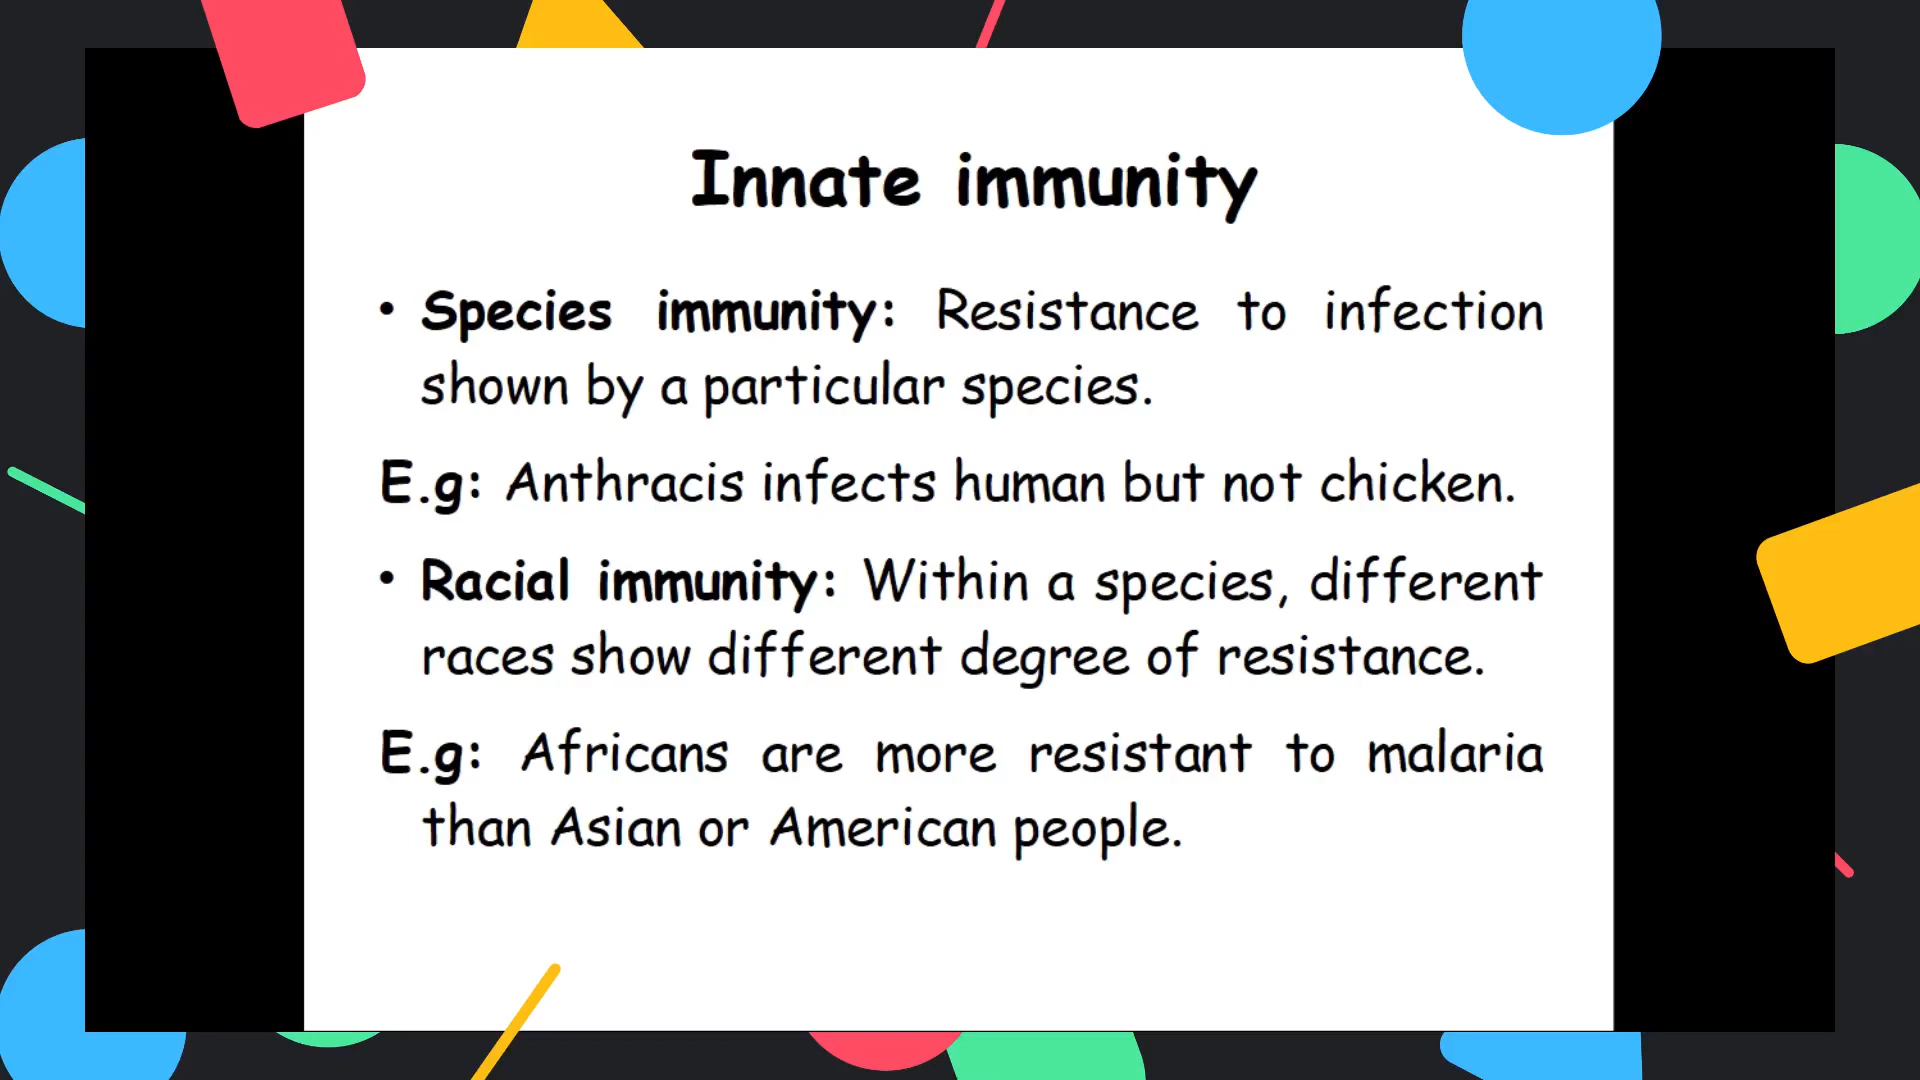 Innate immunity
• Species immunity: Resistance to infection
shown by a particular species.
E.g: Anthracis infects human but not chicken.
• Racial immunity: Within a species, different
races show different degree of resistance.
E.g: Africans are more resistant to malaria
than Asian or American people.